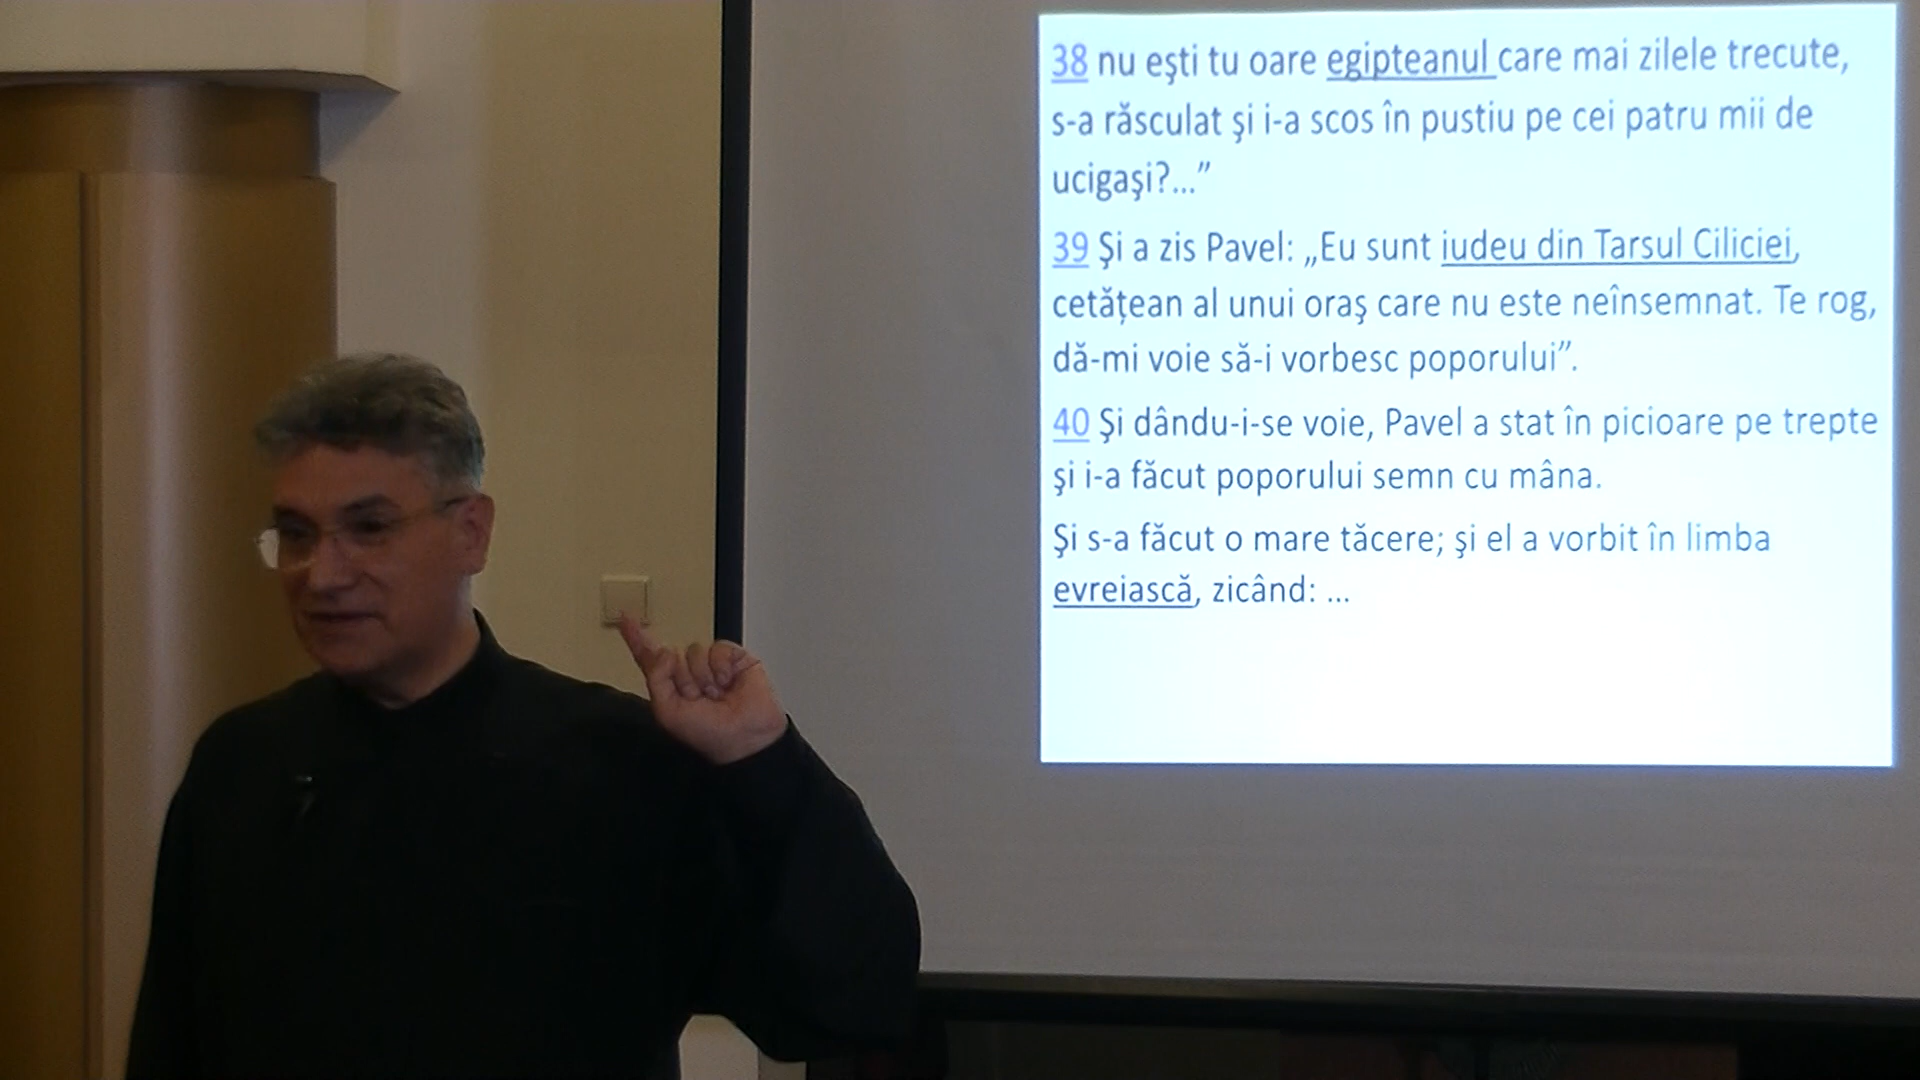 38 nu eşti tu oare egipteanul care mai zilele trecute,
s-a răsculat şi i-a scos în pustiu pe cei patru mii de
ucigaşi?...”
39 Şi a zis Pavel: „Eu sunt iudeu din Tarsul Ciliciei,
cetăţean al unui oraş care nu este neînsemnat. Te rog,
dă-mi voie să-i vorbesc poporului”.
40 Şi dându-i-se voie, Pavel a stat în picioare pe trepte
şi i-a făcut poporului semn cu mâna.
Şi s-a făcut o mare tăcere; şi el a vorbit în limba
evreiască, zicând: ...